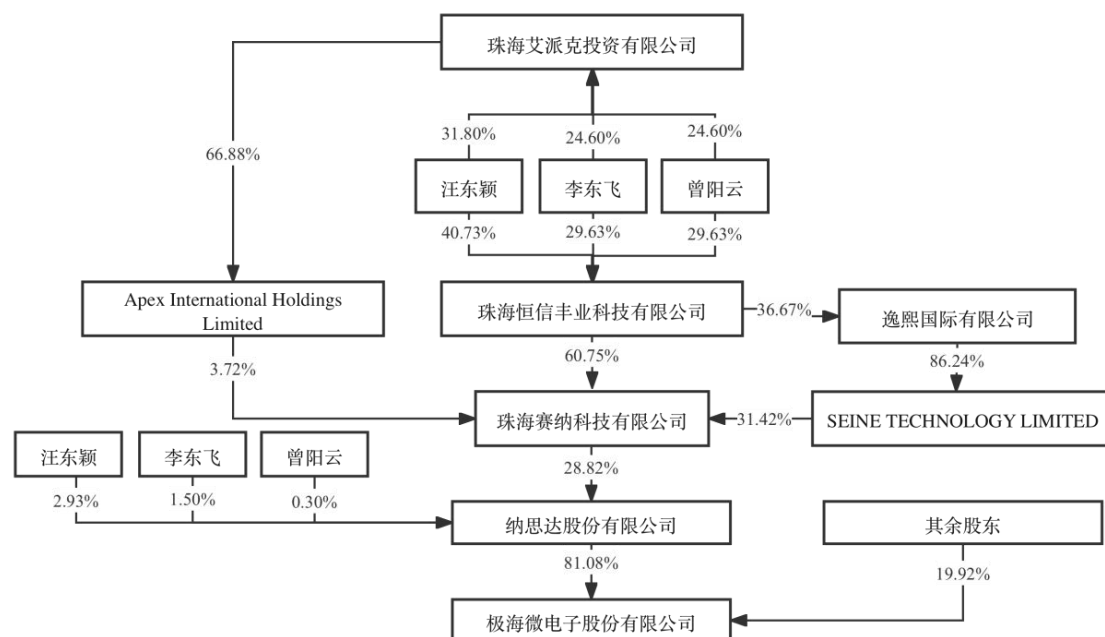 珠海艾派克投资有限公司
31.80%
24.60%
24.60%
66.88%
汪东颖
李东飞
曾阳云
40.73%
29.63%
29.63%
Apex International Holdings
Limited
珠海恒信丰业科技有限公司
36.67%
逸熙国际有限公司
3.72%
60.75%
86.24%
珠海赛纳科技有限公司
31.42%
SEINE TECHNOLOGY LIMITED
汪东颖
李东飞
曾阳云
2.93%
1.50%
0.30%
28.82%
纳思达股份有限公司
其余股东
81.08%
19.92%
极海微电子股份有限公司